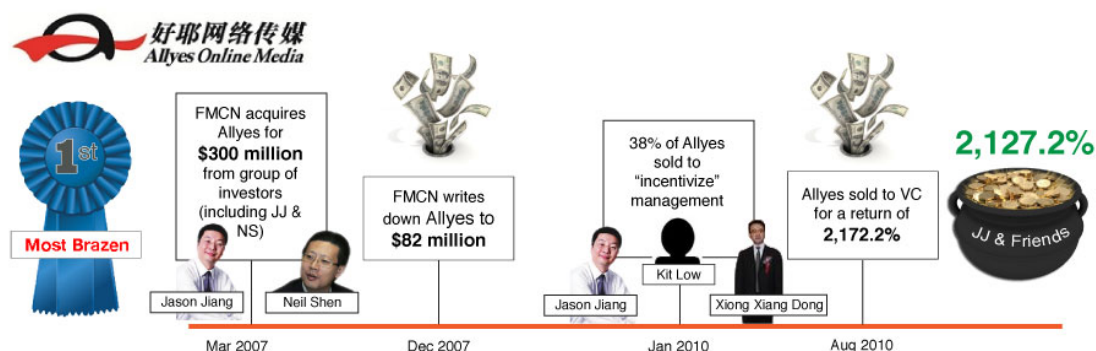 好耶网络传媒
Allyes Online Media
1st
Most Brazen
FMCN acquires
Allyes for
$300 million
from group of
investors
(including JJ &
NS)
Jason Jiang
Neil Shen
Mar 2007
FMCN writes
down Allyes to
$82 million
Dec 2007
38% of Allyes
sold to
“incentivize”
management
Jason Jiang
Kit Low
Xiong Xiang Dong
Jan 2010
Allyes sold to VC
for a return of
2,172.2%
Aug 2010
2,127.2%
JJ & Friends